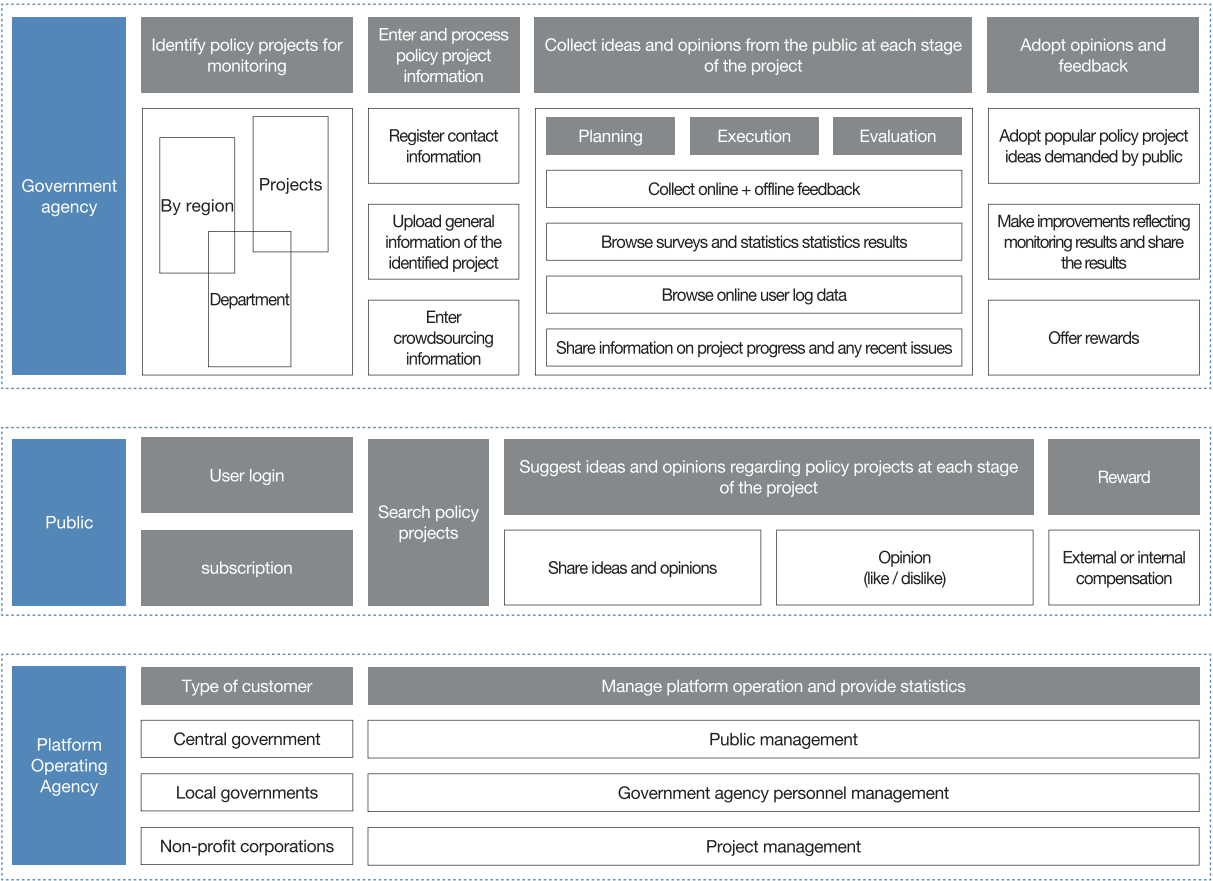 Government
agency
Identify policy projects for
monitoring
By region
Projects
Department
Enter and process
policy project
information
Register contact
information
Upload general
information of the
identified project
Enter
crowdsourcing
information
Collect ideas and opinions from the public at each stage
of the project
Planning
Execution
Evaluation
Collect online + offline feedback
Browse surveys and statistics statistics results
Browse online user log data
Share information on project progress and any recent issues
Adopt opinions and
feedback
Adopt popular policy project
ideas demanded by public
Make improvements reflecting
monitoring results and share
the results
Offer rewards
Public
User login
subscription
Search policy
projects
Suggest ideas and opinions regarding policy projects at each stage
of the project
Share ideas and opinions
Opinion
(like / dislike)
Reward
External or internal
compensation
Platform
Operating
Agency
Type of customer
Central government
Local governments
Non-profit corporations
Manage platform operation and provide statistics
Public management
Government agency personnel management
Project management